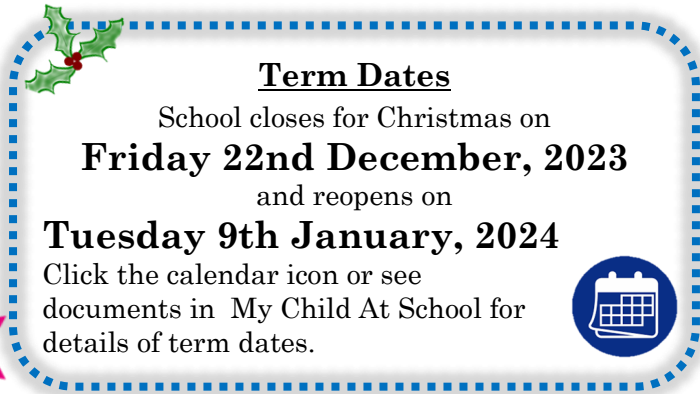 Term Dates
School closes for Christmas on
Friday 22nd December, 2023
and reopens on
Tuesday 9th January, 2024
Click the calendar icon or see
documents in  My Child At School for
details of term dates.